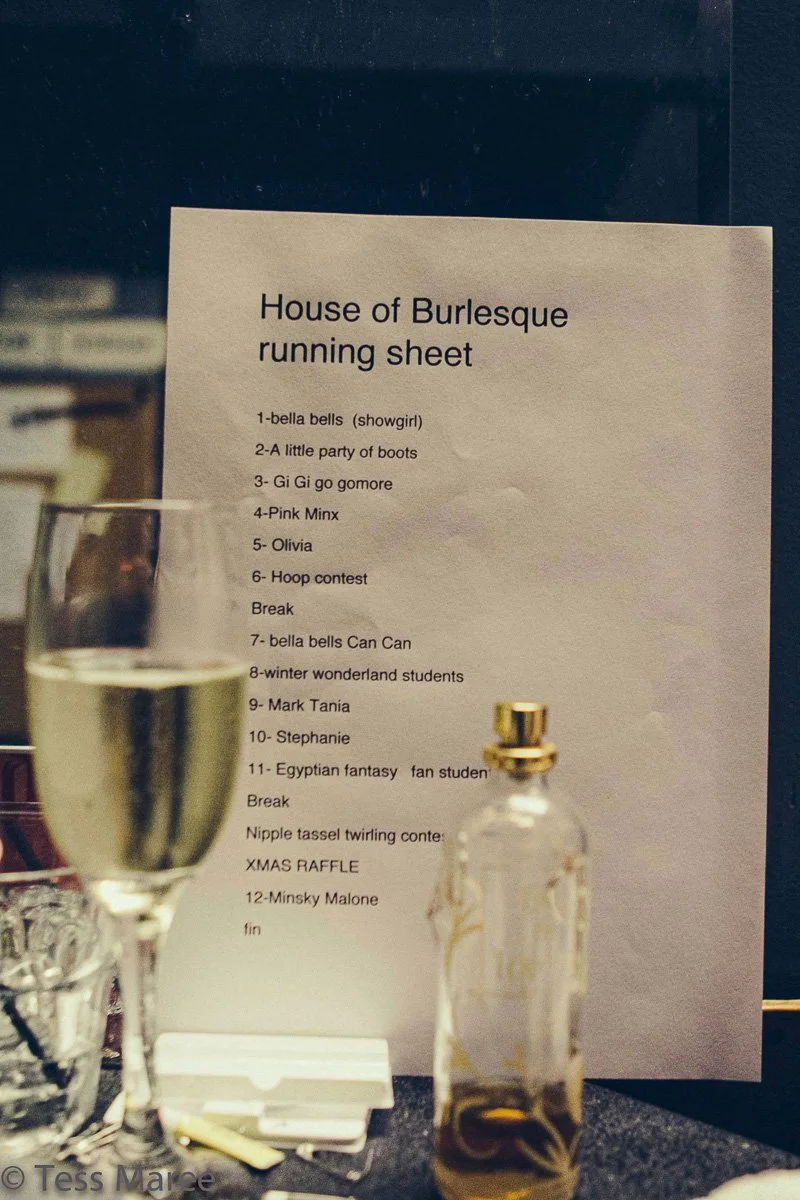 House of Burlesque
running sheet
1-bella bells (showgirl)
2-A little party of boots
3- Gi Gi go gomore
4-Pink Minx
5- Olivia
6- Hoop contest
Break
7- bella bells Can Can
8-winter wonderland students
9- Mark Tania
10- Stephanie
11- Egyptian fantasy fan studen
Break
Nipple tassel twirling conte
XMAS RAFFLE
12-Minsky Malone
fin
© Tess Maree